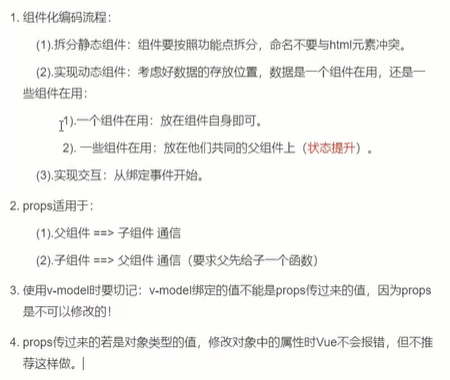 1. 组件化编码流程：
(1).拆分静态组件：组件要按照功能点拆分，命名不要与html元素冲突。
(2).实现动态组件：考虑好数据的存放位置，数据是一个组件在用，还是一
些组件在用：
1).一个组件在用：放在组件自身即可。
2). 一些组件在用：放在他们共同的父组件上（状态提升）。
(3).实现交互：从绑定事件开始。
2. props适用于：
(1).父组件 ==> 子组件 通信
(2).子组件 ==> 父组件 通信（要求父先给子一个函数）
3. 使用v-model时要切记：v-model绑定的值不能是props传过来的值，因为props
是不可以修改的！
4. props传过来的若是对象类型的值，修改对象中的属性时Vue不会报错，但不推
荐这样做。